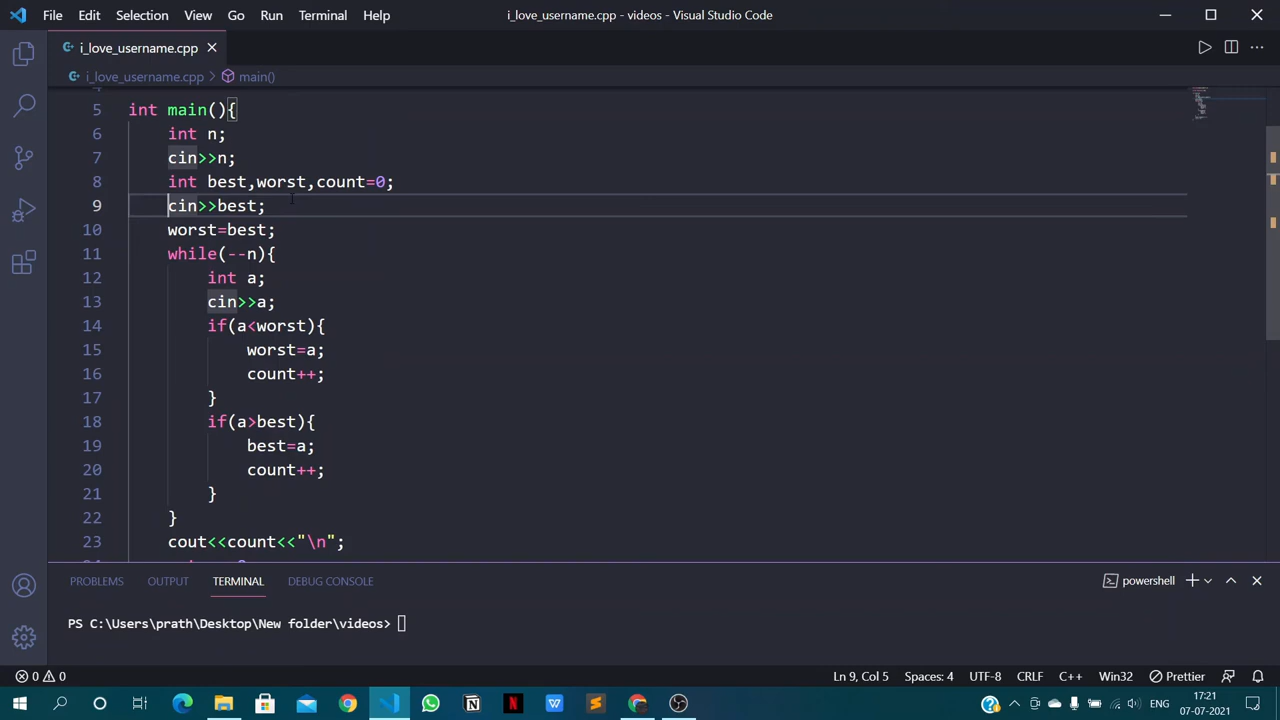 File Edit Selection View Go Run Terminal Help i_love_username.cpp - videos - Visual Studio Code
i_love_username.cpp
i_love_username.cpp > main()
5 int main(){
6 int n;
7 cin>>n;
8 int best,worst,count=0;
9 cin>>best;
10 worst=best;
11 while(--n){
12 int a;
13 cin>>a;
14 if(a<worst){
15 worst=a;
16 count++;
17 }
18 if(a>best){
19 best=a;
20 count++;
21 }
22 }
23 cout<<count<<"\n";
PROBLEMS OUTPUT TERMINAL DEBUG CONSOLE powershell
PS C:\Users\prath\Desktop\New folder\videos>
0 0 Ln 9, Col 5 Spaces: 4 UTF-8 CRLF C++ Win32 Prettier
ENG 17:21
07-07-2021